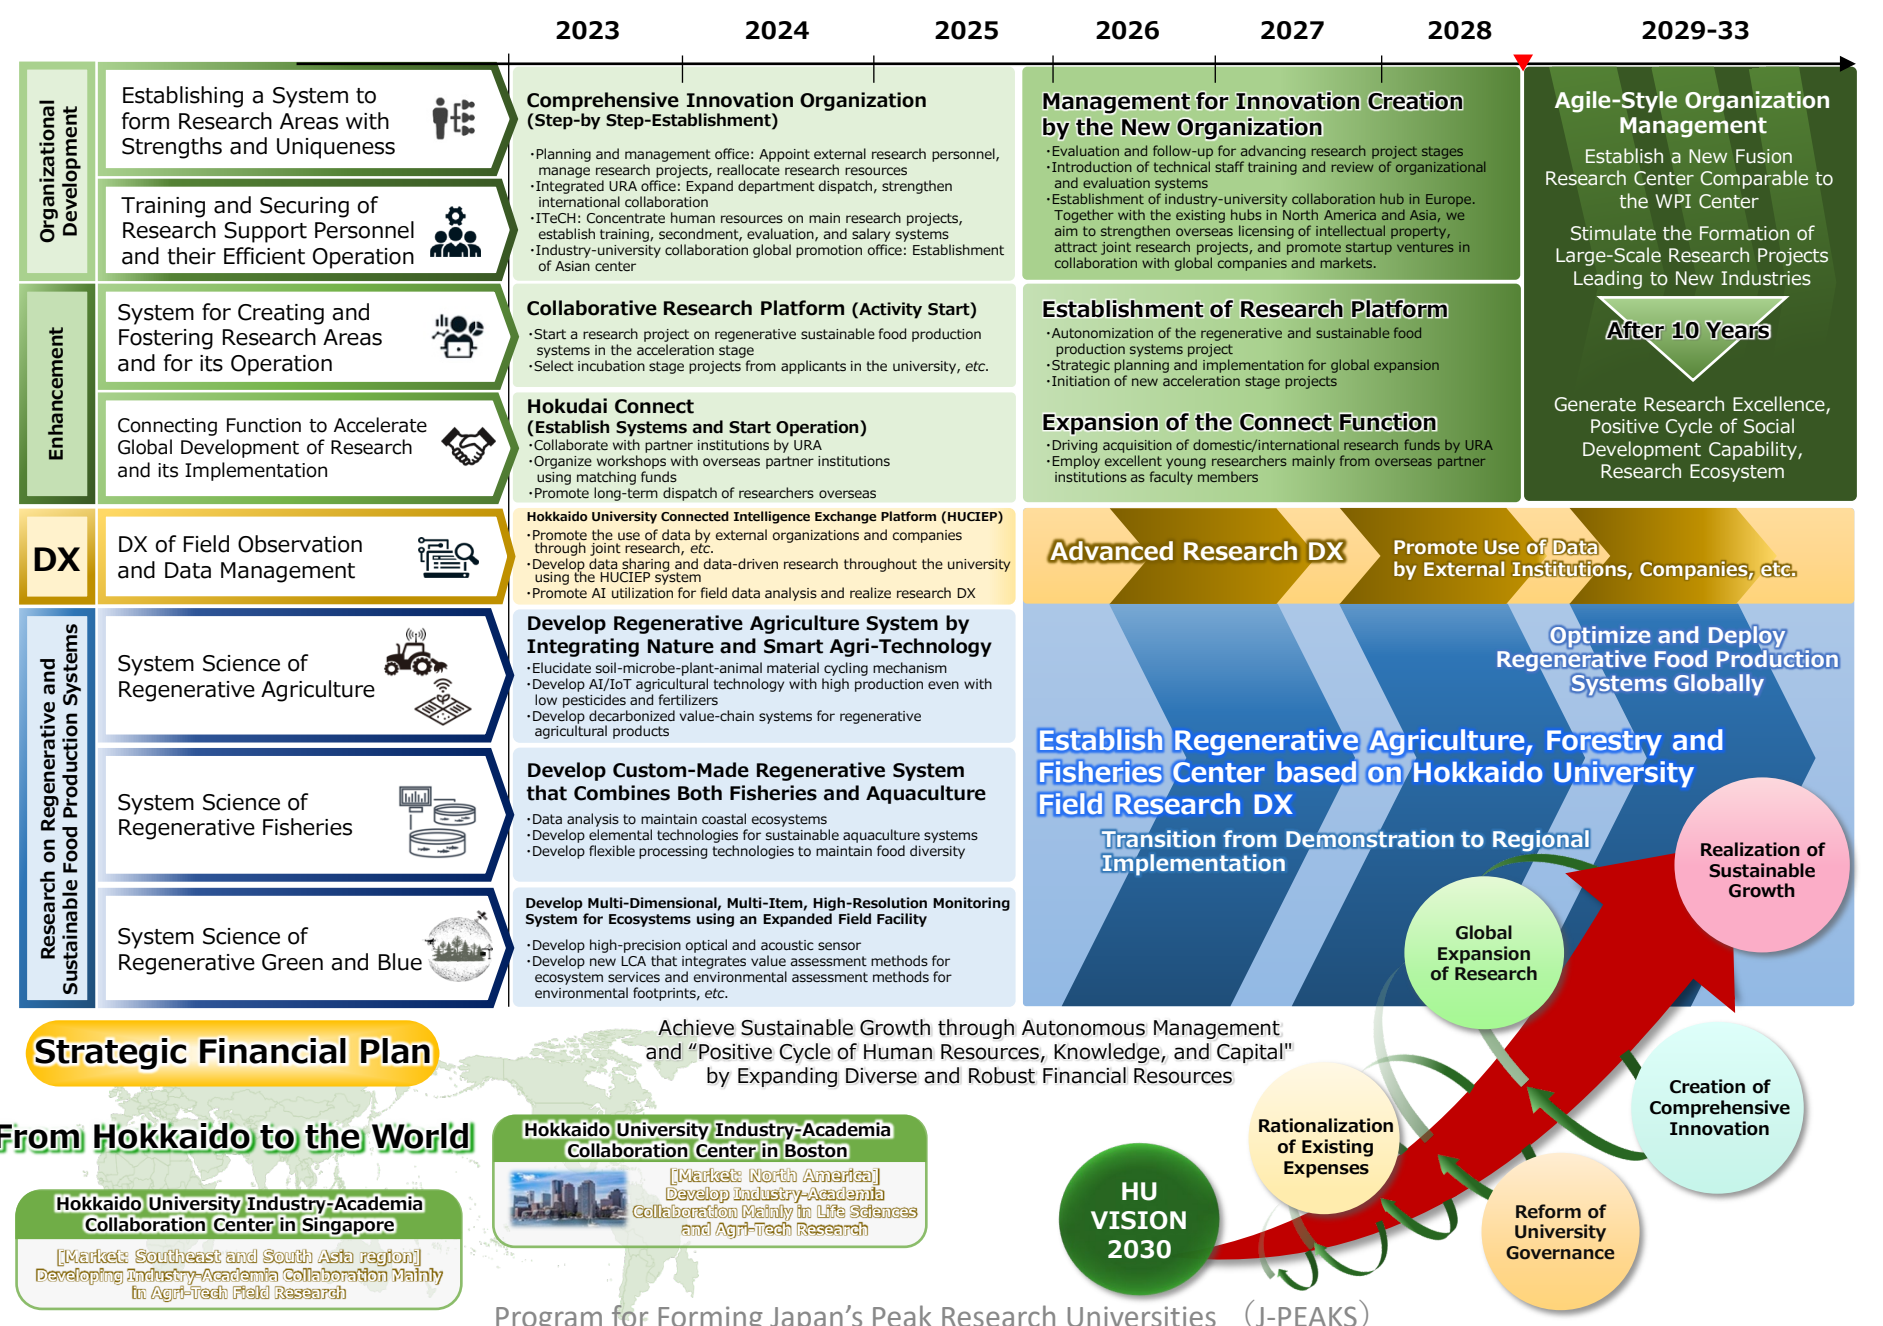 2023 2024 2025 2026 2027 2028 2029-33
Organizational
Development
Establishing a System to
form Research Areas with
Strengths and Uniqueness
Training and Securing of
Research Support Personnel
and their Efficient Operation
Comprehensive Innovation Organization
(Step-by Step-Establishment)
・Planning and management office: Appoint external research personnel,
manage research projects, reallocate research resources
・Integrated URA office: Expand department dispatch, strengthen
international collaboration
・ITeCH: Concentrate human resources on main research projects,
establish training, secondment, evaluation, and salary systems
・Industry-university collaboration global promotion office: Establishment
of Asian center
Management for Innovation Creation
by the New Organization
・Evaluation and follow-up for advancing research project stages
・Introduction of technical staff training and review of organizational
and evaluation systems
・Establishment of industry-university collaboration hub in Europe.
Together with the existing hubs in North America and Asia, we
aim to strengthen overseas licensing of intellectual property,
attract joint research projects, and promote startup ventures in
collaboration with global companies and markets.
Agile-Style Organization
Management
Establish a New Fusion
Research Center Comparable to
the WPI Center
Stimulate the Formation of
Large-Scale Research Projects
Leading to New Industries
After 10 Years
Generate Research Excellence,
Positive Cycle of Social
Development Capability,
Research Ecosystem
Enhancement
System for Creating and
Fostering Research Areas
and for its Operation
Connecting Function to Accelerate
Global Development of Research
and its Implementation
Collaborative Research Platform (Activity Start)
・Start a research project on regenerative sustainable food production
systems in the acceleration stage
・Select incubation stage projects from applicants in the university, etc.
Hokudai Connect
(Establish Systems and Start Operation)
・Collaborate with partner institutions by URA
・Organize workshops with overseas partner institutions
using matching funds
・Promote long-term dispatch of researchers overseas
Establishment of Research Platform
・Autonomization of the regenerative and sustainable food
production systems project
・Strategic planning and implementation for global expansion
・Initiation of new acceleration stage projects
Expansion of the Connect Function
・Driving acquisition of domestic/international research funds by URA
・Employ excellent young researchers mainly from overseas partner
institutions as faculty members
DX
DX of Field Observation
and Data Management
Hokkaido University Connected Intelligence Exchange Platform (HUCIEP)
・Promote the use of data by external organizations and companies
through joint research, etc.
・Develop data sharing and data-driven research throughout the university
using the HUCIEP system
・Promote AI utilization for field data analysis and realize research DX
Advanced Research DX
Promote Use of Data
by External Institutions, Companies, etc.
Research on Regenerative and
Sustainable Food Production Systems
System Science of
Regenerative Agriculture
System Science of
Regenerative Fisheries
System Science of
Regenerative Green and Blue
Develop Regenerative Agriculture System by
Integrating Nature and Smart Agri-Technology
・Elucidate soil-microbe-plant-animal material cycling mechanism
・Develop AI/IoT agricultural technology with high production even with
low pesticides and fertilizers
・Develop decarbonized value-chain systems for regenerative
agricultural products
Develop Custom-Made Regenerative System
that Combines Both Fisheries and Aquaculture
・Data analysis to maintain coastal ecosystems
・Develop elemental technologies for sustainable aquaculture systems
・Develop flexible processing technologies to maintain food diversity
Develop Multi-Dimensional, Multi-Item, High-Resolution Monitoring
System for Ecosystems using an Expanded Field Facility
・Develop high-precision optical and acoustic sensor
・Develop new LCA that integrates value assessment methods for
ecosystem services and environmental assessment methods for
environmental footprints, etc.
Optimize and Deploy
Regenerative Food Production
Systems Globally
Establish Regenerative Agriculture, Forestry and
Fisheries Center based on Hokkaido University
Field Research DX
Transition from Demonstration to Regional
Implementation
Realization of
Sustainable
Growth
Global
Expansion
of Research
Creation of
Comprehensive
Innovation
Rationalization
of Existing
Expenses
Reform of
University
Governance
HU
VISION
2030
Strategic Financial Plan
Achieve Sustainable Growth through Autonomous Management
and “Positive Cycle of Human Resources, Knowledge, and Capital"
by Expanding Diverse and Robust Financial Resources
From Hokkaido to the World
Hokkaido University Industry-Academia
Collaboration Center in Boston
[Market: North America]
Develop Industry-Academia
Collaboration Mainly in Life Sciences
and Agri-Tech Research
Hokkaido University Industry-Academia
Collaboration Center in Singapore
[Market: Southeast and South Asia region]
Developing Industry-Academia Collaboration Mainly
in Agri-Tech Field Research
Program for Forming Japan’s Peak Research Universities （J-PEAKS）